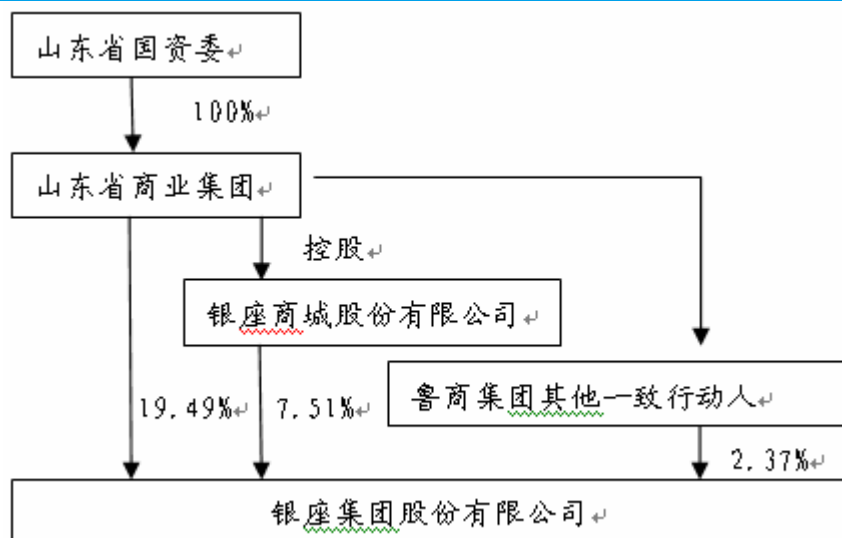 山东省国资委
100%
山东省商业集团
控股
银座商城股份有限公司
19.49%
7.51%
鲁商集团其他一致行动人
2.37%
银座集团股份有限公司